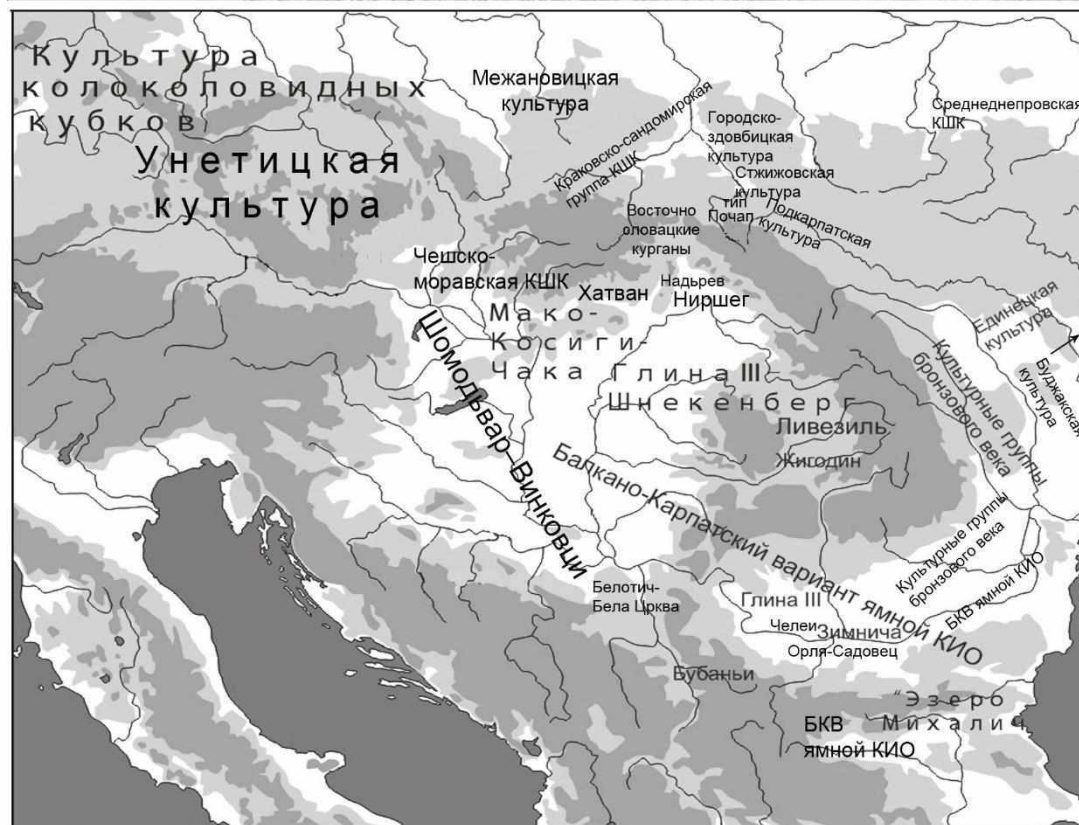 Культура
колоколовидных
кубков
Унетицкая
культура
Межановицкая
культура
Краковско-сандомирская
группа КШК
Городско-
здовбицкая
культура
Стжижовская
культура
тип
Почап
Подкарпатская
культура
Среднеднепровская
КШК
Восточно
словацкие
курганы
Чешско-
моравская КШК
Хатван
Надьрев
Ниршег
Мако-
Косиги-
Чака
Глина III-
Шнекенберг
Ливезиль
Жигодин
Шомодьвар–Винковци
Единецкая
культура
Буджакская
культура
Культурные группы
бронзового века
Балкано-Карпатский вариант ямной КИО
Культурные группы
бронзового века
БКВ ямной КИО
Белотич-
Бела Црква
Глина III
Челеи
Зимнича
Орля-Садовец
Бубаньи
"Эзеро
Михалич
БКВ
ямной КИО